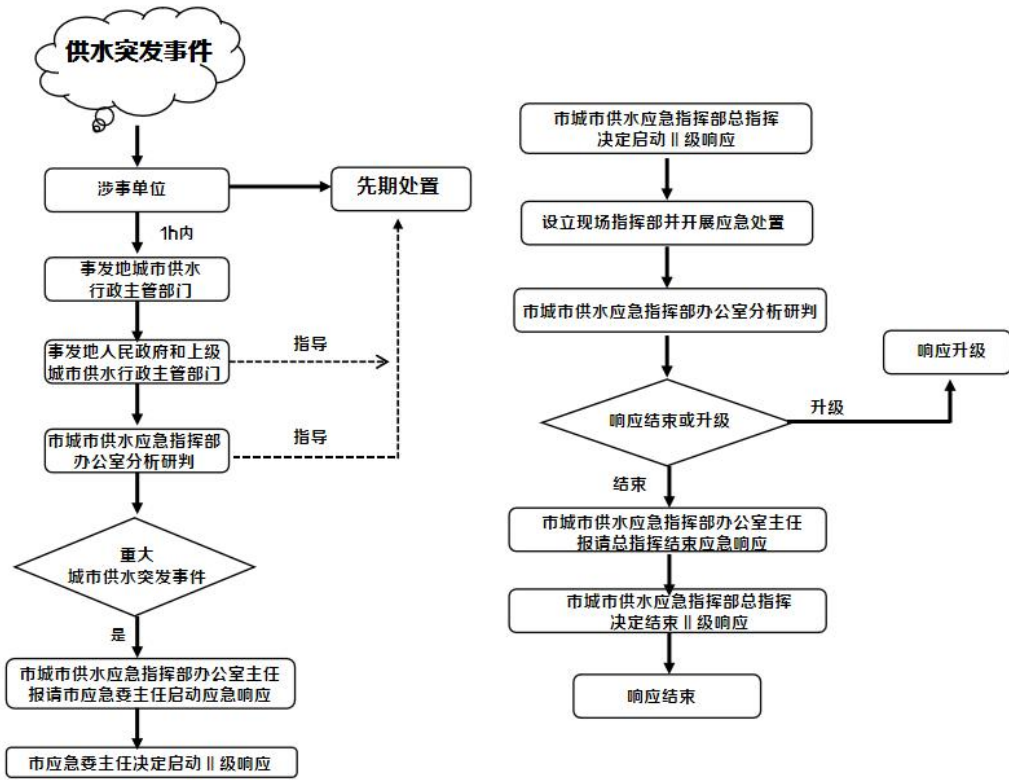 供水突发事件
涉事单位
先期处置
1h内
事发地城市供水
行政主管部门
事发地人民政府和上级
城市供水行政主管部门
指导
市城市供水应急指挥部
办公室分析研判
指导
重大
城市供水突发事件
是
市城市供水应急指挥部办公室主任
报请市应急委主任启动应急响应
市应急委主任决定启动Ⅱ级响应
市城市供水应急指挥部总指挥
决定启动Ⅱ级响应
设立现场指挥部并开展应急处置
市城市供水应急指挥部办公室分析研判
响应升级
响应结束或升级
升级
结束
市城市供水应急指挥部办公室主任
报请总指挥结束应急响应
市城市供水应急指挥部总指挥
决定结束Ⅱ级响应
响应结束